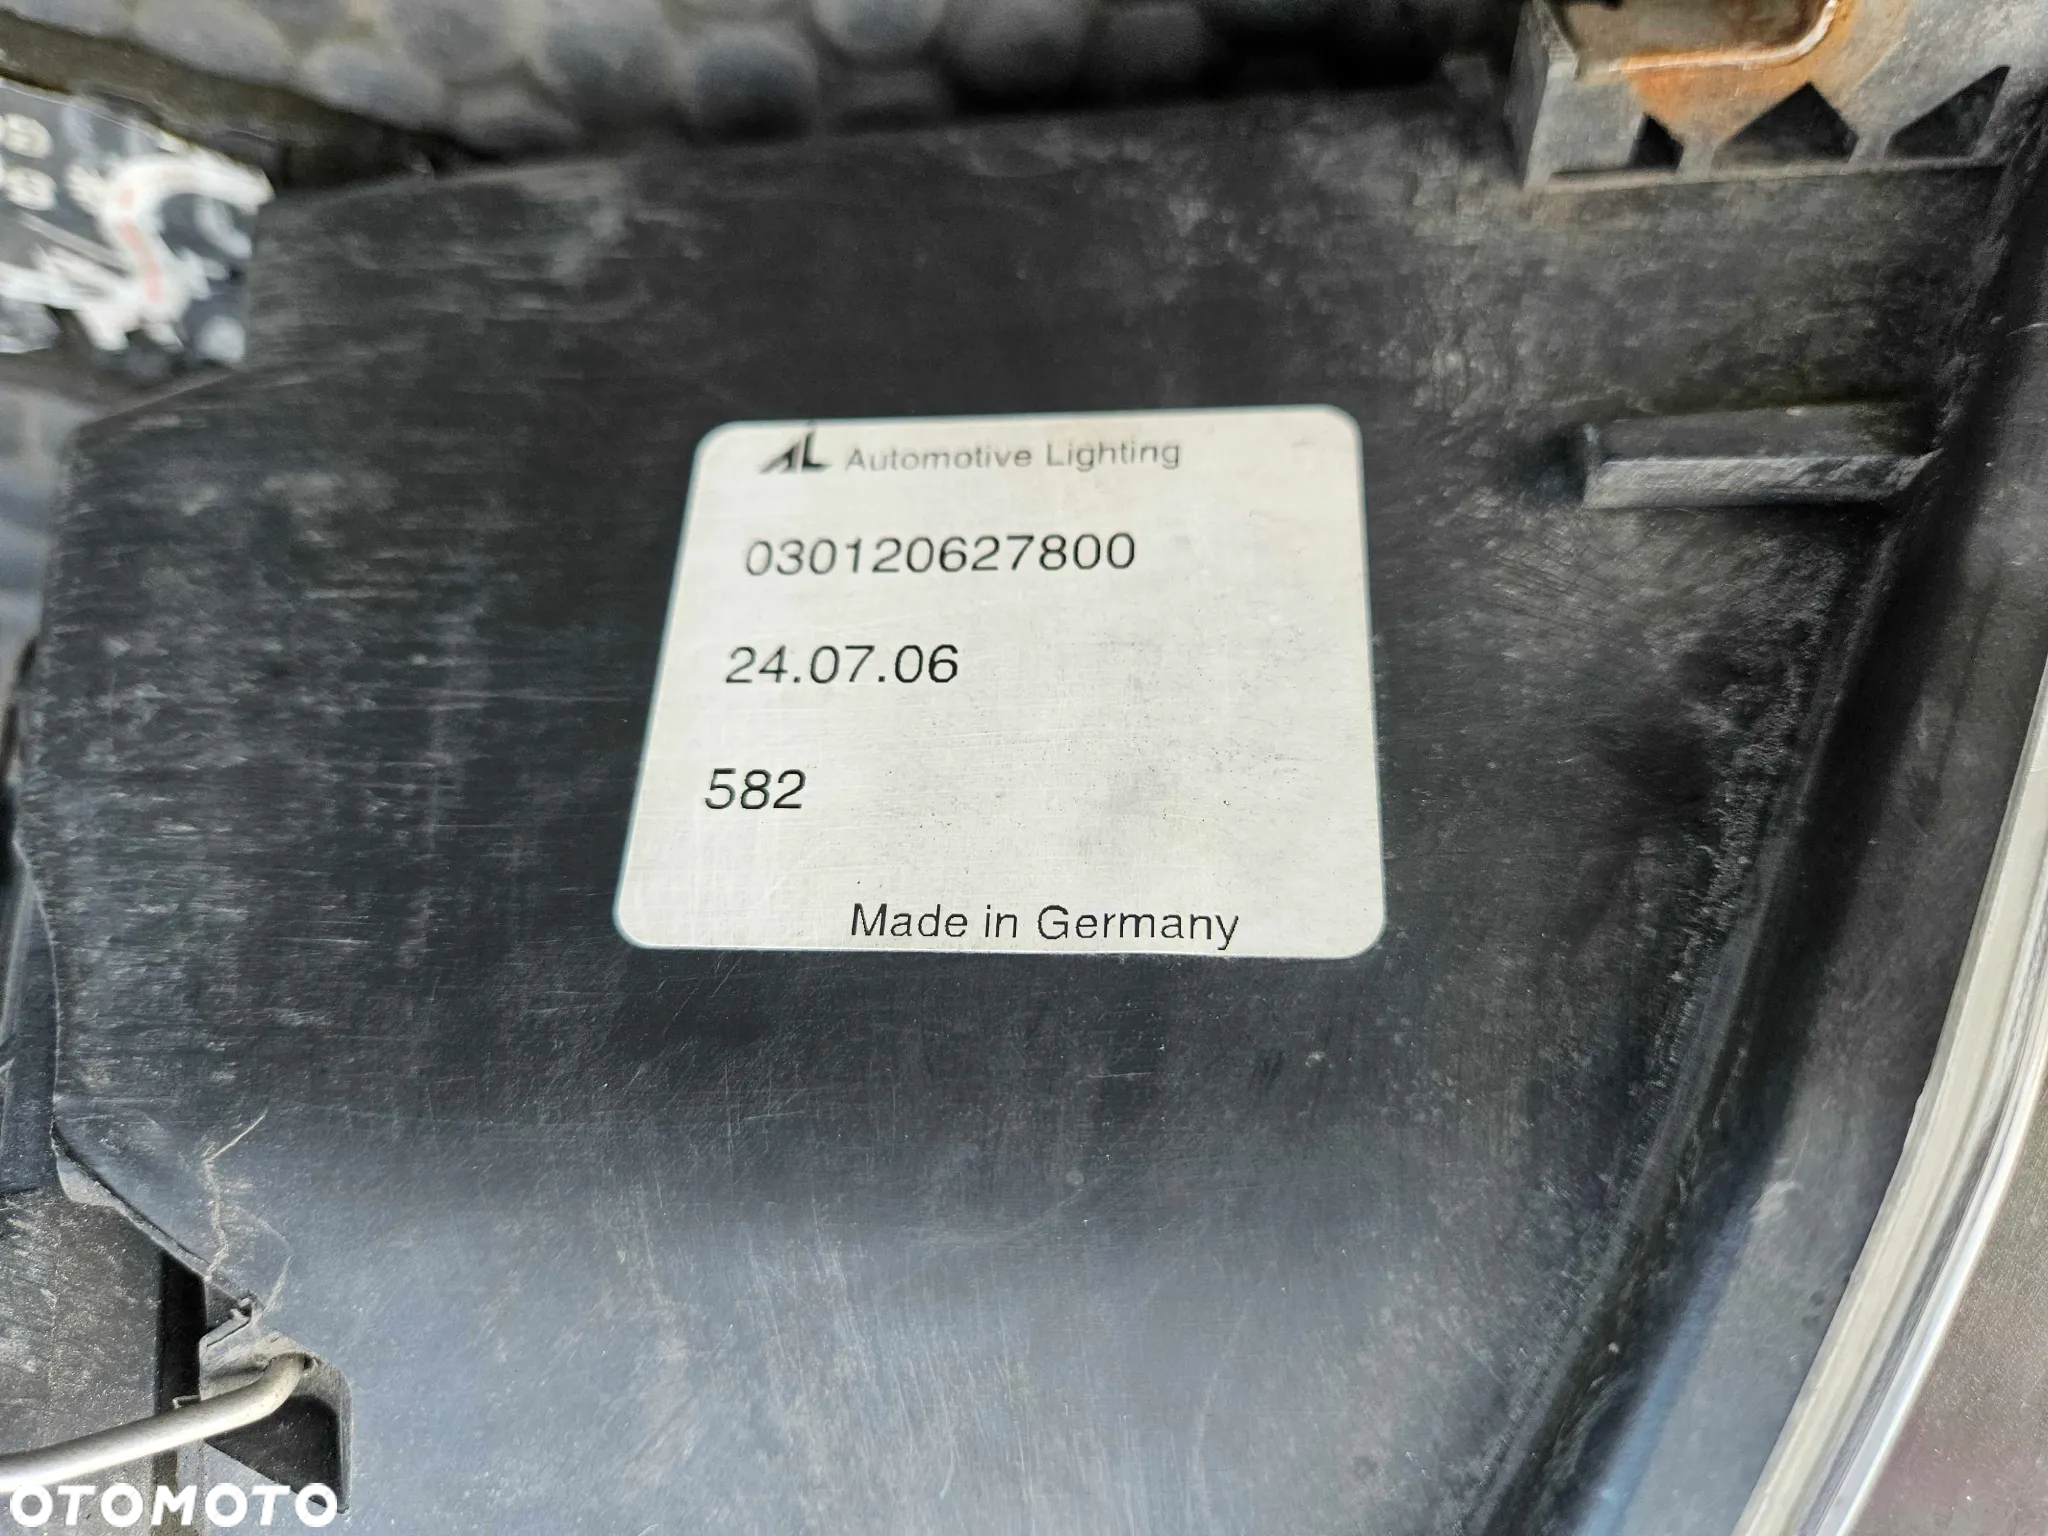 AL Automotive Lighting
030120627800
24.07.06
582
Made in Germany
OTOMOTO